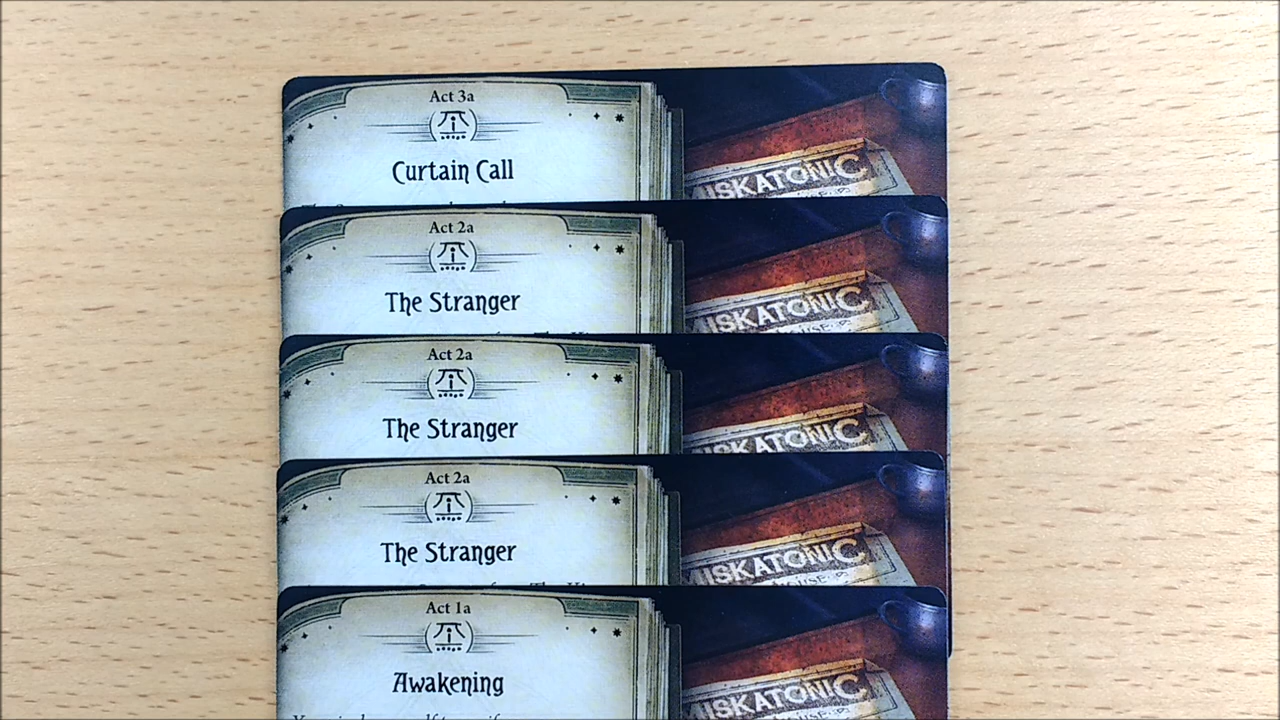 Act 3a
Curtain Call
MISKATONIC
Act 2a
The Stranger
MISKATONIC
Act 2a
The Stranger
MISKATONIC
Act 2a
The Stranger
MISKATONIC
Act 1a
Awakening
MISKATONIC